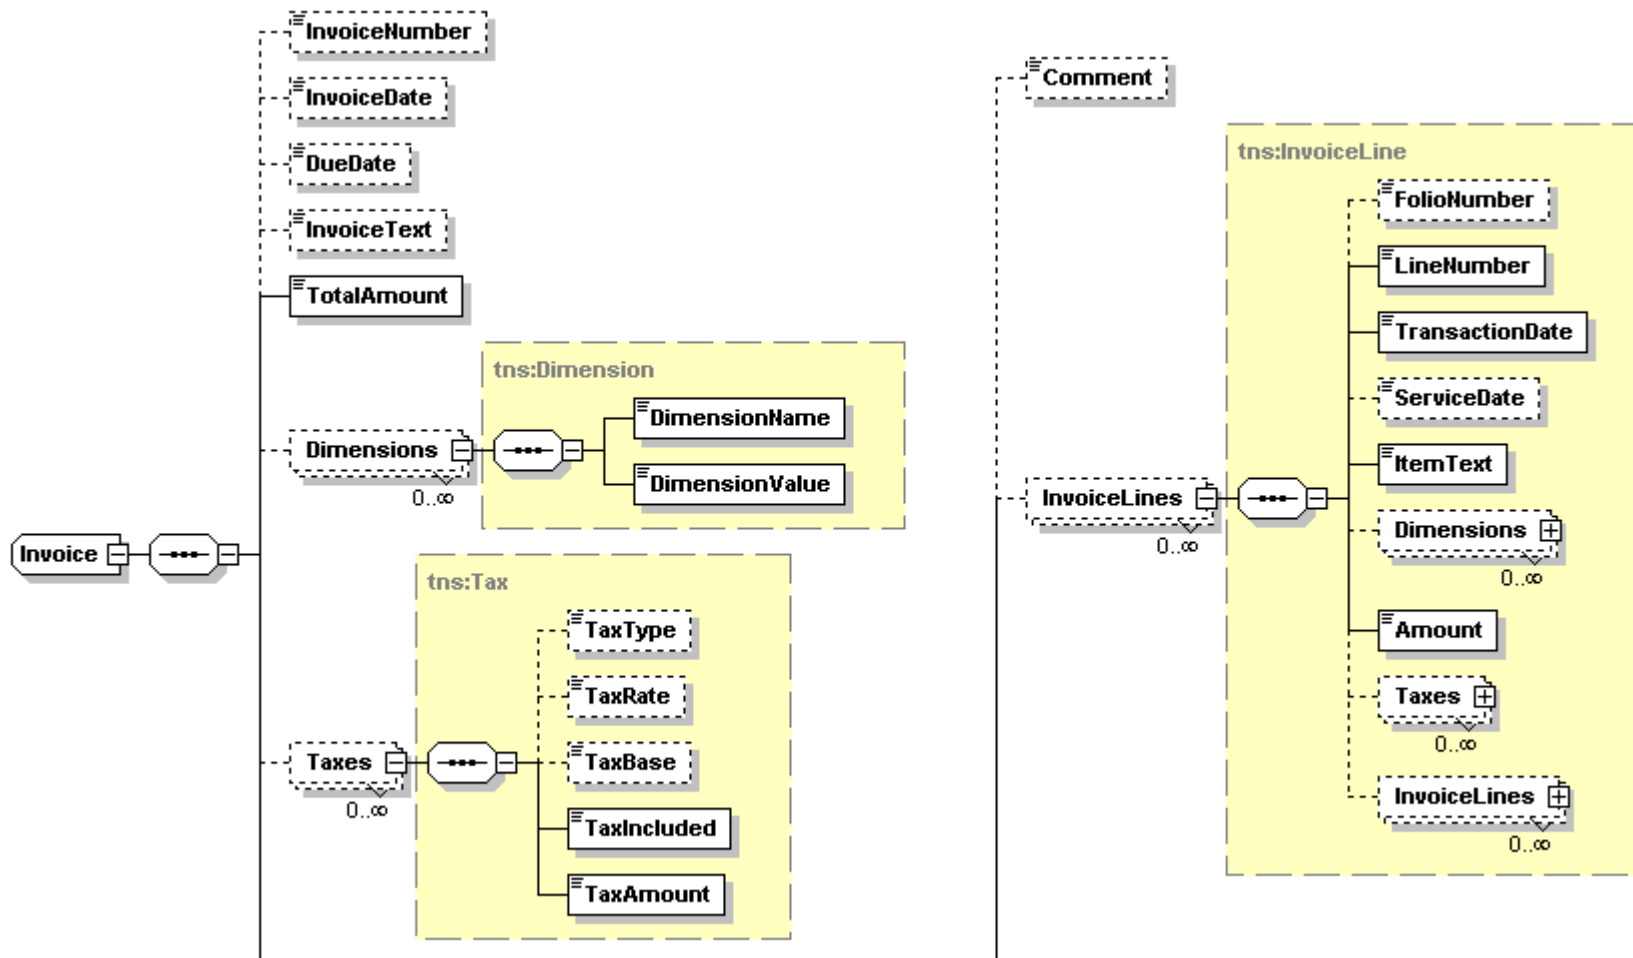 InvoiceNumber
InvoiceDate
DueDate
InvoiceText
TotalAmount
tns:Dimension
DimensionName
Dimensions
0..∞
DimensionValue
Invoice
tns:Tax
TaxType
TaxRate
Taxes
0..∞
TaxBase
TaxIncluded
TaxAmount
Comment
tns:InvoiceLine
FolioNumber
LineNumber
TransactionDate
ServiceDate
ItemText
InvoiceLines
0..∞
Dimensions
0..∞
Amount
Taxes
0..∞
InvoiceLines
0..∞